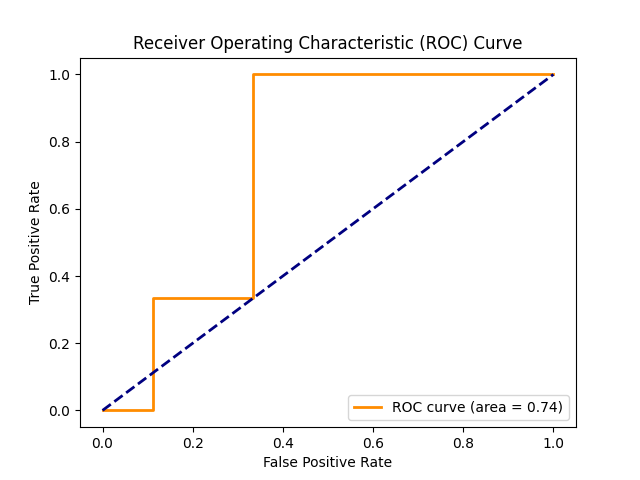 Receiver Operating Characteristic (ROC) Curve
True Positive Rate
1.0
0.8
0.6
0.4
0.2
0.0
ROC curve (area = 0.74)
0.0 0.2 0.4 0.6 0.8 1.0
False Positive Rate